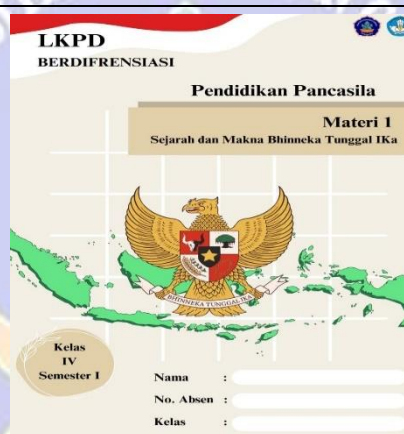 LKPD
BERDIFRENSIASI
Pendidikan Pancasila
Materi 1
Sejarah dan Makna Bhinneka Tunggal IKa
BHINNEKA TUNGGAL IKA
Kelas
IV
Semester I
Nama :
No. Absen :
Kelas :